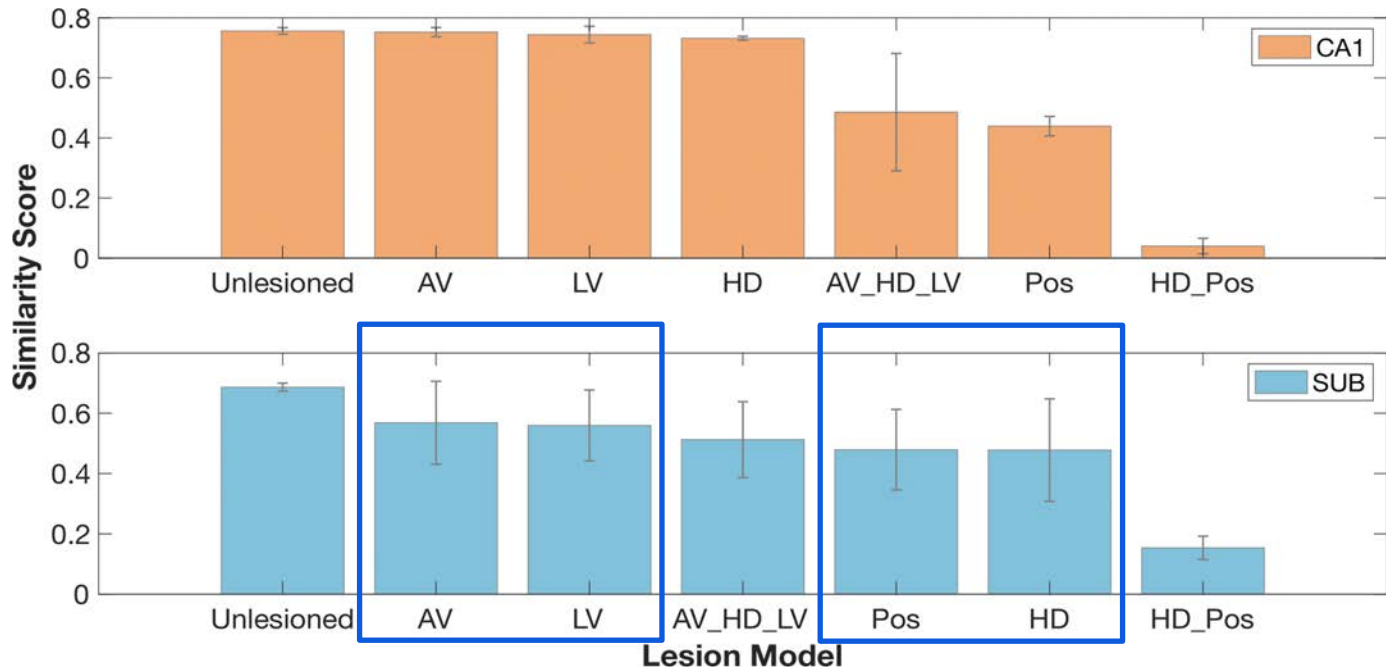 Similarity Score
0.8
0.6
0.4
0.2
0
CA1
Unlesioned AV LV HD AV_HD_LV Pos HD_Pos
0.8
0.6
0.4
0.2
0
SUB
Unlesioned AV LV AV_HD_LV Pos HD HD_Pos
Lesion Model